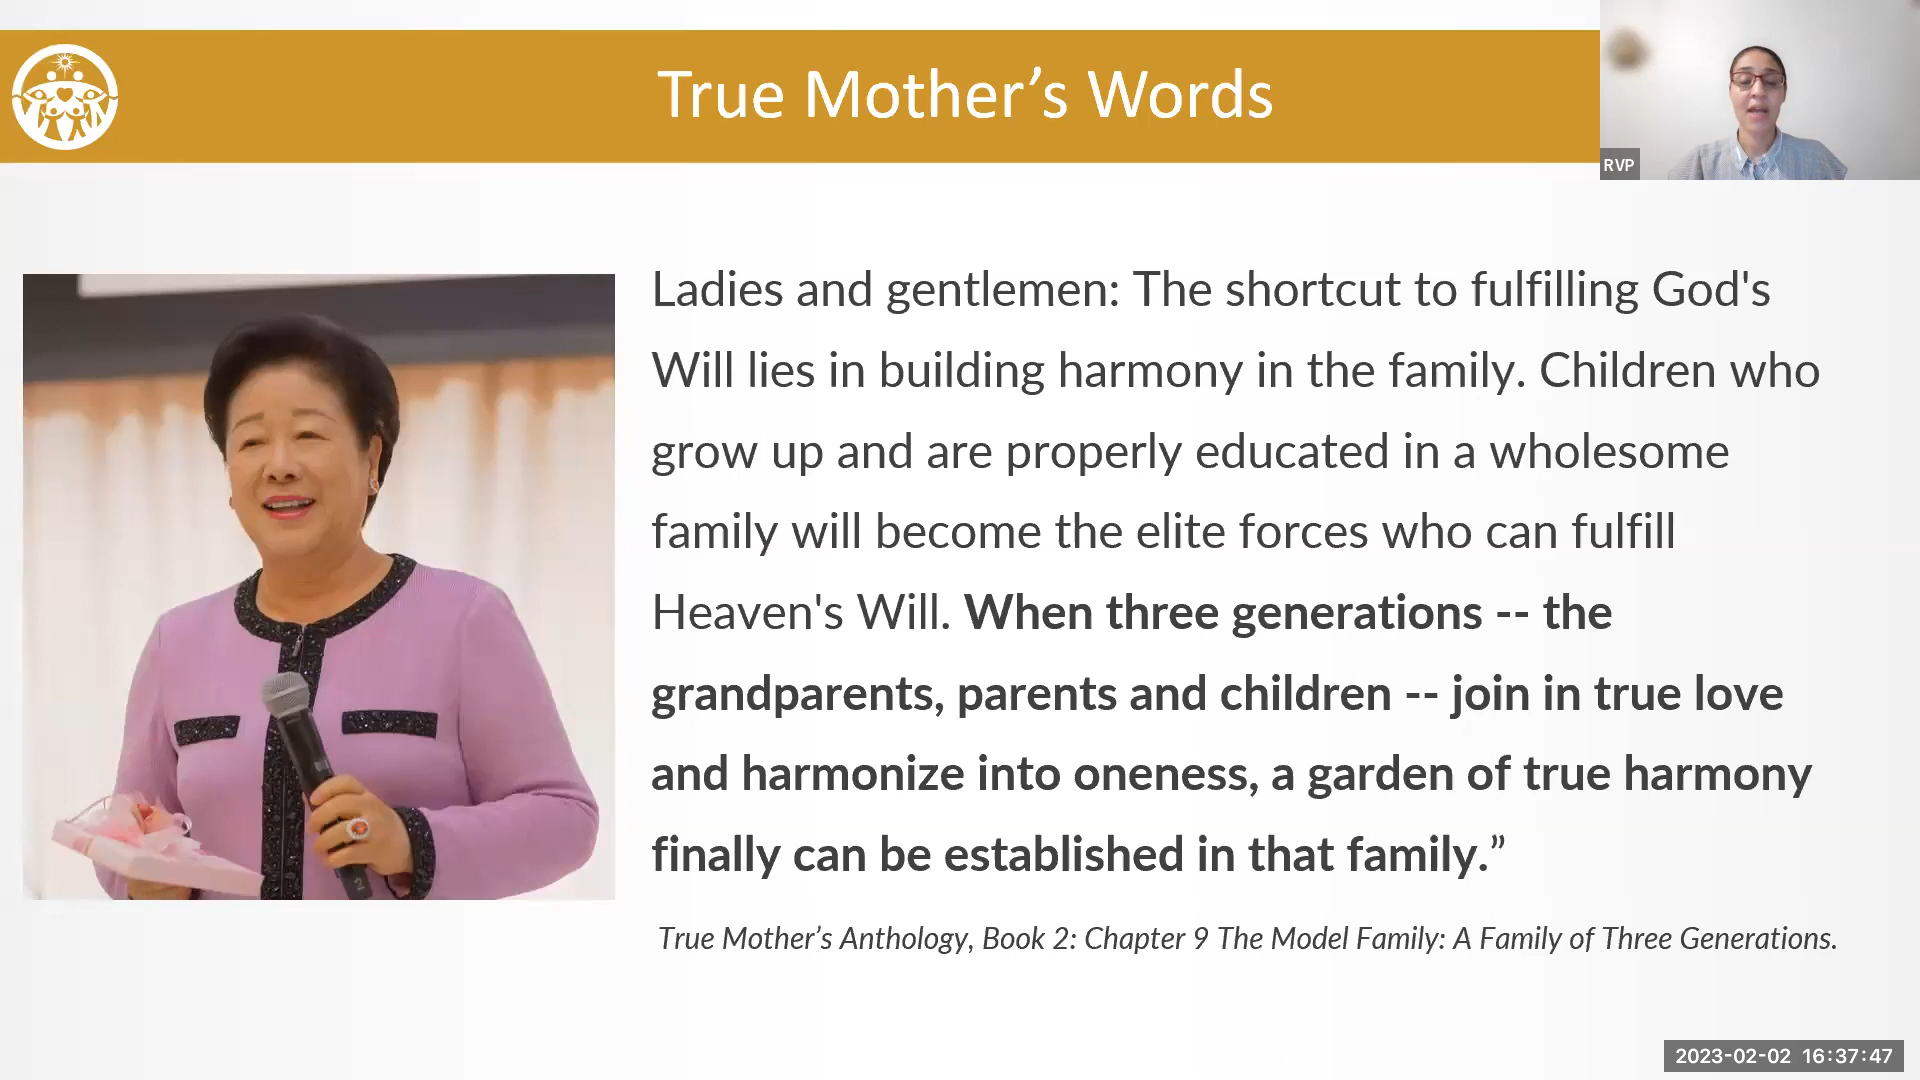 True Mother’s Words
RVP
Ladies and gentlemen: The shortcut to fulfilling God's
Will lies in building harmony in the family. Children who
grow up and are properly educated in a wholesome
family will become the elite forces who can fulfill
Heaven's Will. When three generations -- the
grandparents, parents and children -- join in true love
and harmonize into oneness, a garden of true harmony
finally can be established in that family.”
True Mother’s Anthology, Book 2: Chapter 9 The Model Family: A Family of Three Generations.
2
2023-02-02 16:37:47